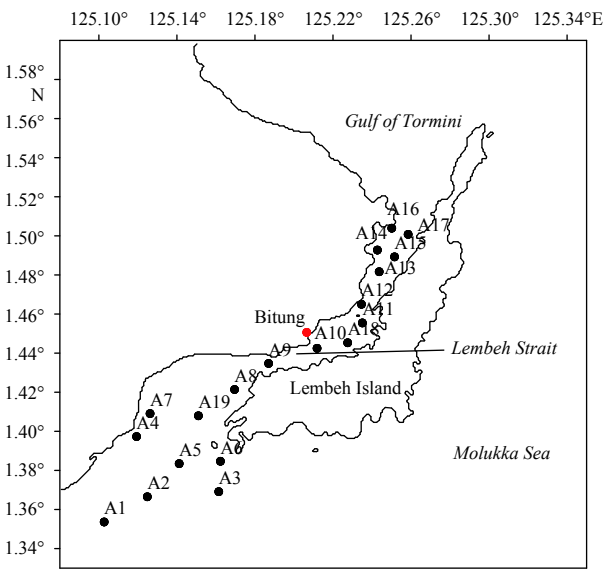 125.10° 125.14° 125.18° 125.22° 125.26° 125.30° 125.34°E
1.58°
N
1.56°
1.54°
1.52°
1.50°
1.48°
1.46°
1.44°
1.42°
1.40°
1.38°
1.36°
1.34°
Gulf of Tormini
A16
A17
A14
A15
A13
A12
A11
Bitung
A10
A18
A9
Lembeh Strait
A8
Lembeh Island
A7
A19
A4
A5
A6
Molukka Sea
A2
A3
A1